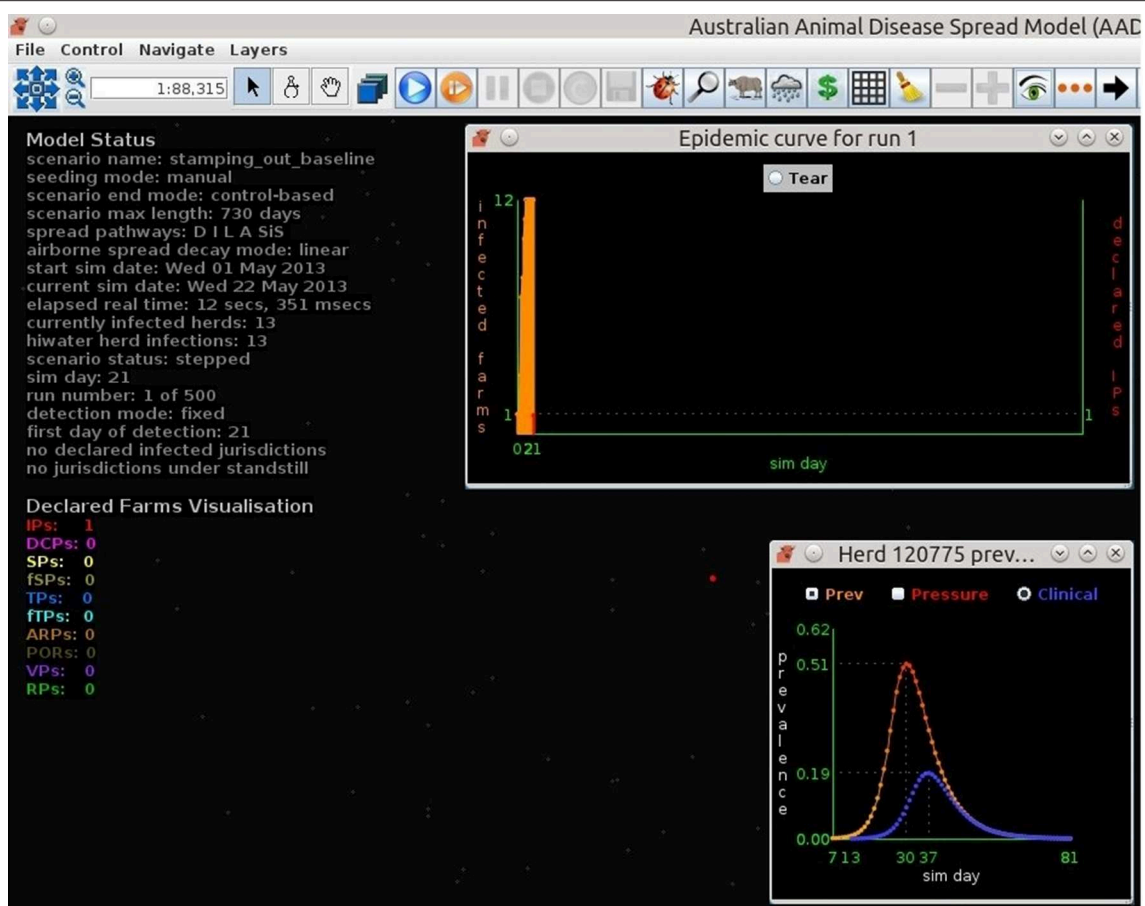 Australian Animal Disease Spread Model (AAD
File Control Navigate Layers
1:88,315
Model Status
scenario name: stamping_out_baseline
seeding mode: manual
scenario end mode: control-based
scenario max length: 730 days
spread pathways: D I L A SiS
airborne spread decay mode: linear
start sim date: Wed 01 May 2013
current sim date: Wed 22 May 2013
elapsed real time: 12 secs, 351 msecs
currently infected herds: 13
hiwater herd infections: 13
scenario status: stepped
sim day: 21
run number: 1 of 500
detection mode: fixed
first day of detection: 21
no declared infected jurisdictions
no jurisdictions under standstill
Declared Farms Visualisation
IPs: 1
DCPs: 0
SPs: 0
fSPs: 0
TPs: 0
fTPs: 0
ARPs: 0
PORs: 0
VPs: 0
RPs: 0
Epidemic curve for run 1
Tear
infected farms
12
1
declared IPs
1
0 21
sim day
Herd 120775 prev...
Prev Pressure Clinical
prevalence
0.62
0.51
0.19
0.00
7 13 30 37 81
sim day